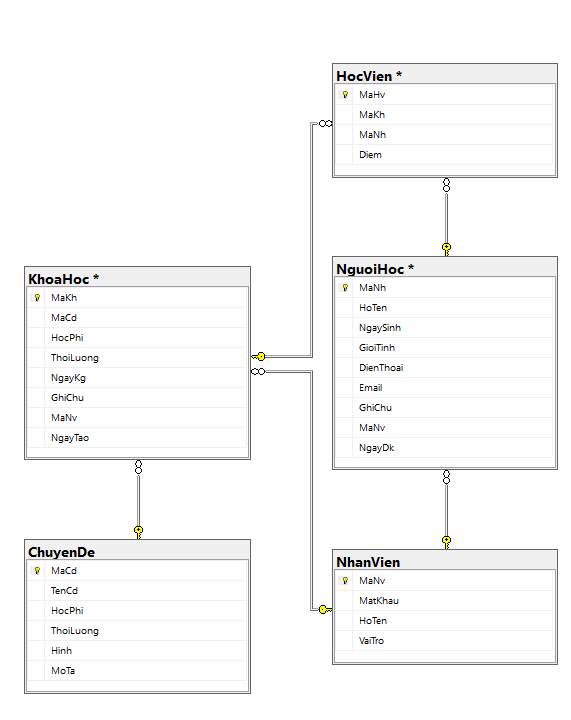 HocVien *
MaHv
MaKh
MaNh
Diem
KhoaHoc *
MaKh
MaCd
HocPhi
ThoiLuong
NgayKg
GhiChu
MaNv
NgayTao
NguoiHoc *
MaNh
HoTen
NgaySinh
GioiTinh
DienThoai
Email
GhiChu
MaNv
NgayDk
ChuyenDe
MaCd
TenCd
HocPhi
ThoiLuong
Hinh
MoTa
NhanVien
MaNv
MatKhau
HoTen
VaiTro